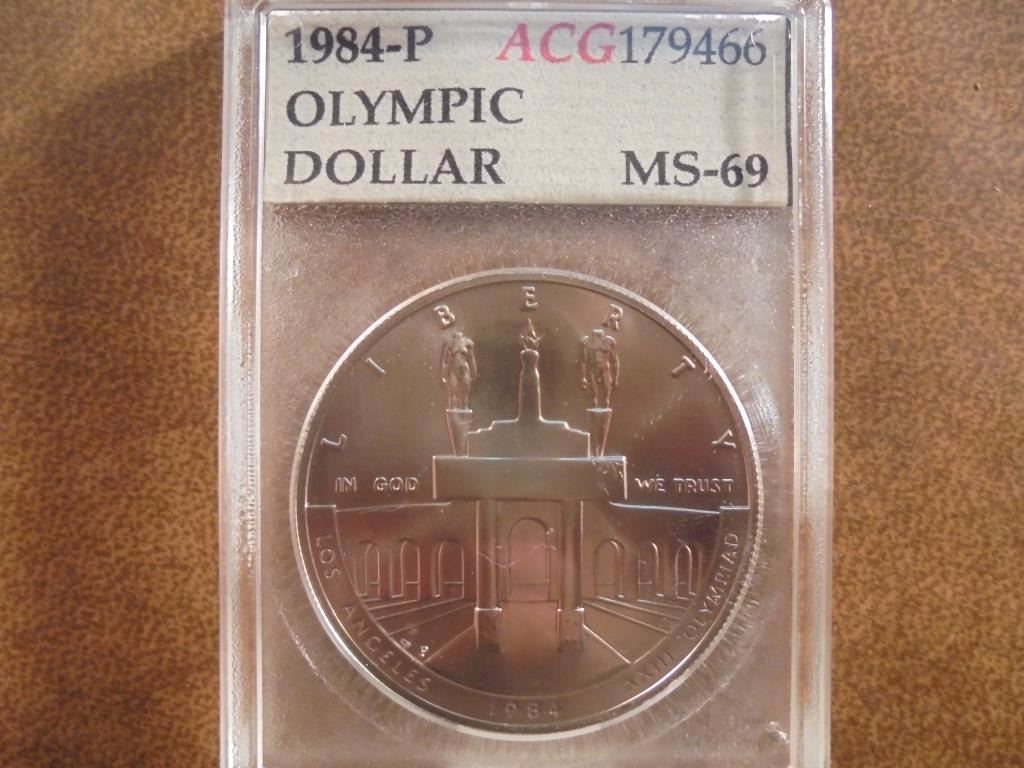 1984-P ACG179466
OLYMPIC
DOLLAR MS-69
LIBERTY
IN GOD WE TRUST
LOS ANGELES XXIII OLYMPIAD
1984